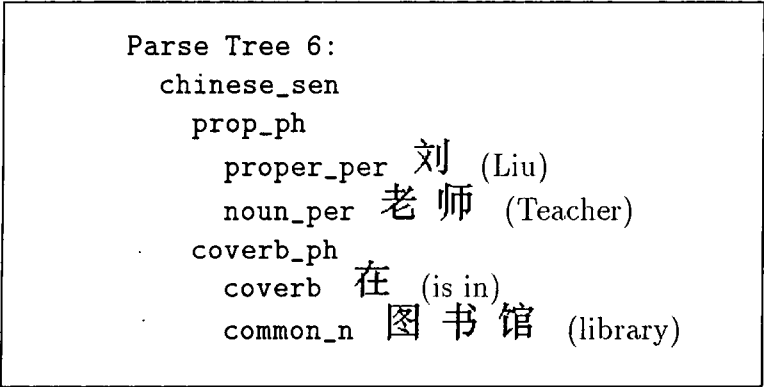 Parse Tree 6:
chinese_sen
prop_ph
proper_per 刘 (Liu)
noun_per 老 师 (Teacher)
coverb_ph
coverb 在 (is in)
common_n 图 书 馆 (library)